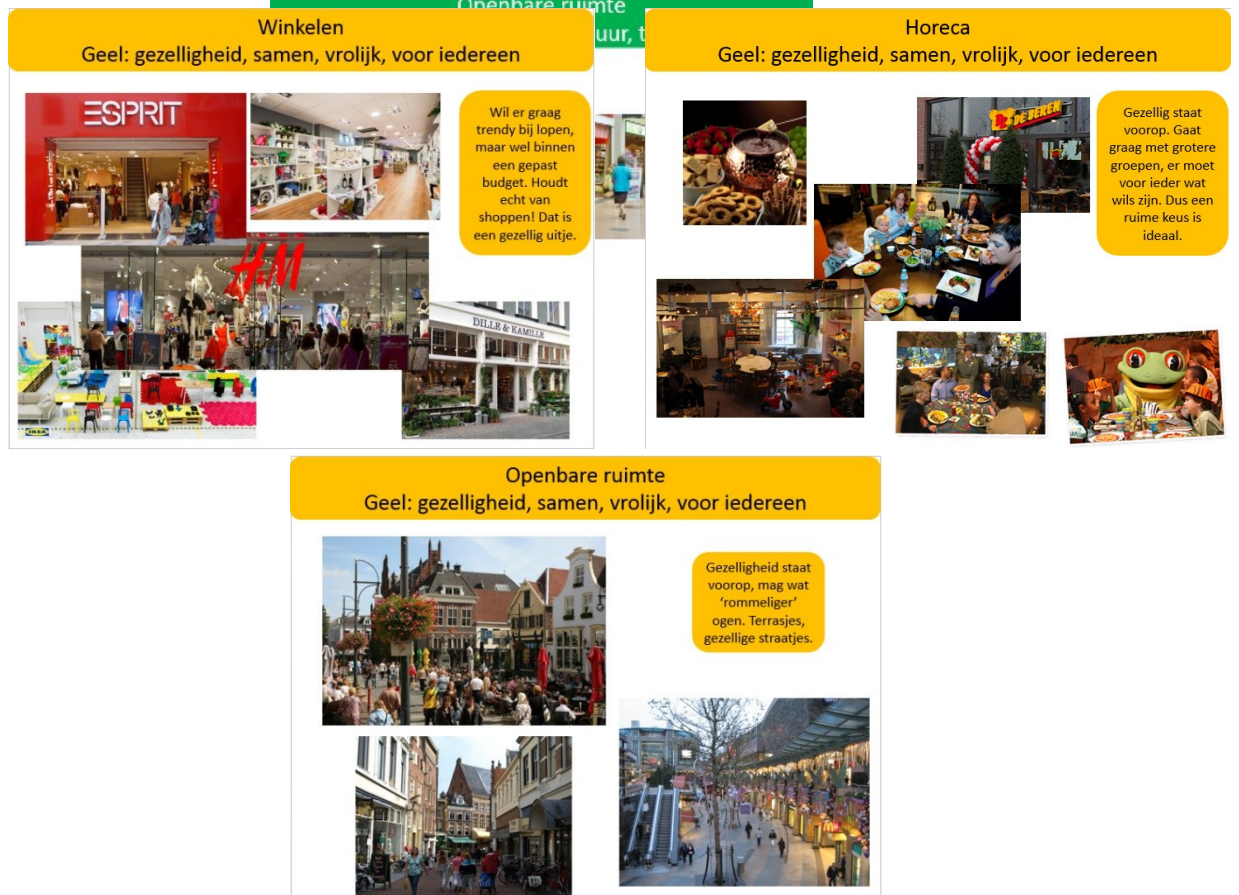 Openbare ruimte
uur, t
Winkelen
Geel: gezelligheid, samen, vrolijk, voor iedereen
ESPRIT
H&M
DILLE & KAMILLE
IKEA
Wil er graag
trendy bij lopen,
maar wel binnen
een gepast
budget. Houdt
echt van
shoppen! Dat is
een gezellig uitje.
Horeca
Geel: gezelligheid, samen, vrolijk, voor iedereen
DE BEREN
Gezellig staat
voorop. Gaat
graag met grotere
groepen, er moet
voor ieder wat
wils zijn. Dus een
ruime keus is
ideaal.
Openbare ruimte
Geel: gezelligheid, samen, vrolijk, voor iedereen
Gezelligheid staat
voorop, mag wat
‘rommeliger’
ogen. Terrasjes,
gezellige straatjes.